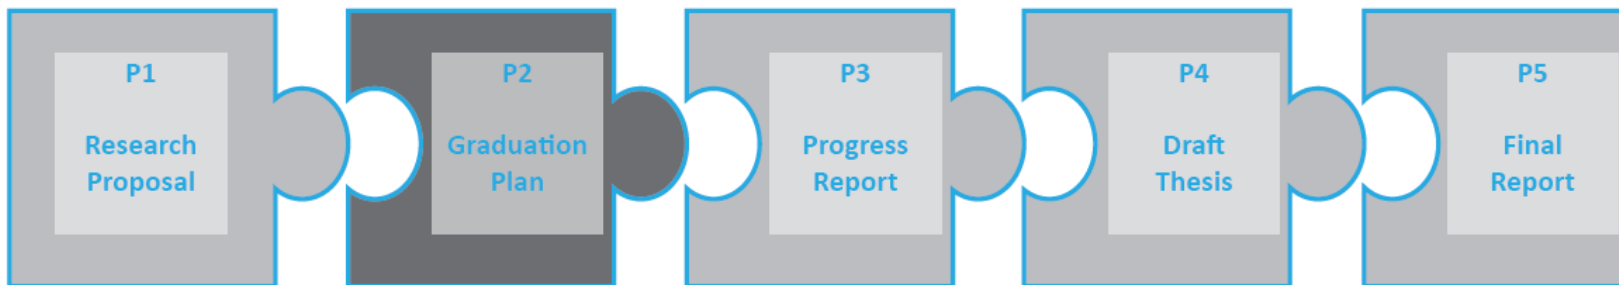 P1
Research
Proposal
P2
Graduation
Plan
P3
Progress
Report
P4
Draft
Thesis
P5
Final
Report